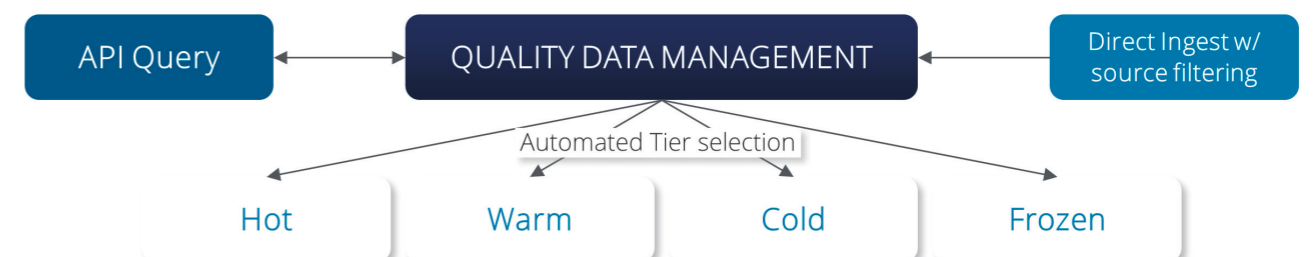 API Query
QUALITY DATA MANAGEMENT
Direct Ingest w/
source filtering
Automated Tier selection
Hot
Warm
Cold
Frozen